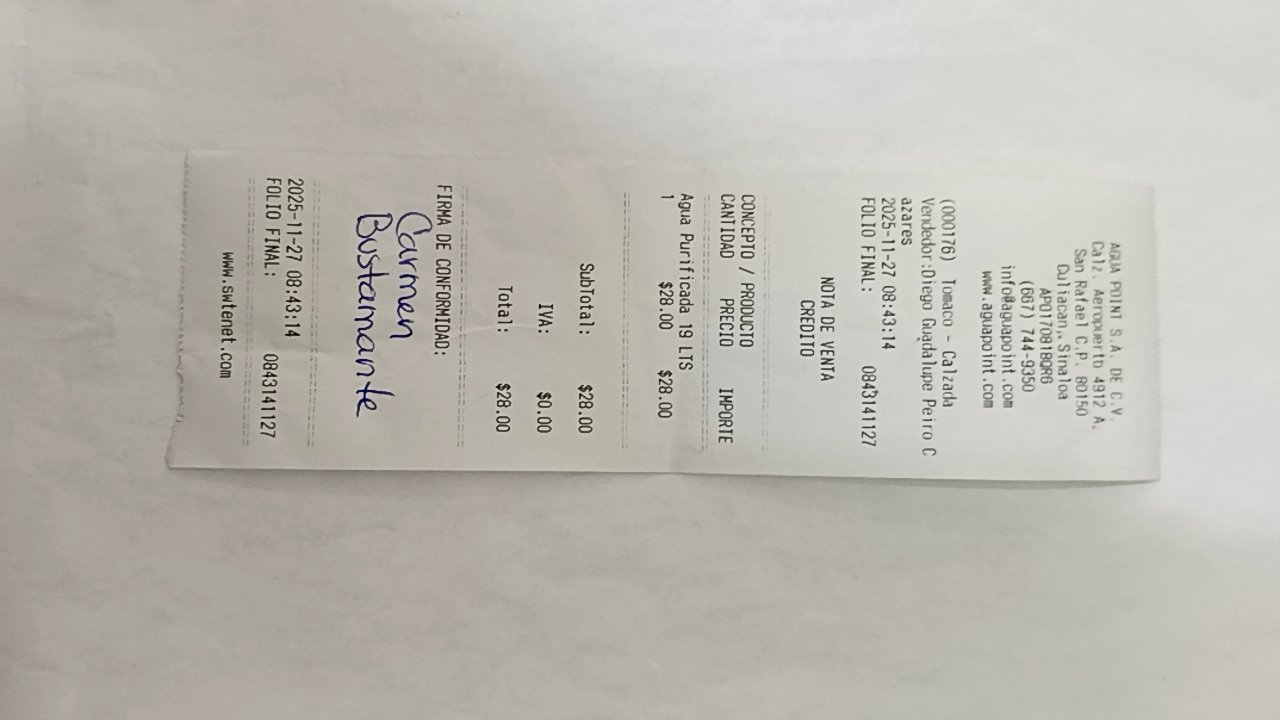 AGUA POINT S.A. DE C.V.
Calz. Aeropuerto 4912 A.
San Rafael C.P. 80150
Culiacan, Sinaloa
APO170818QR6
(667) 744-9350
info@aguapoint.com
www.aguapoint.com
(000176) Tomaco - Calzada
Vendedor:Diego Guadalupe Peiro C
azares
2025-11-27 08:43:14 0843141127
FOLIO FINAL:
NOTA DE VENTA
CREDITO
CONCEPTO / PRODUCTO
CANTIDAD PRECIO IMPORTE
Agua Purificada 19 LTS
1 $28.00 $28.00
SubTotal: $28.00
IVA: $0.00
Total: $28.00
FIRMA DE CONFORMIDAD:
Carmen
Bustamante
2025-11-27 08:43:14
FOLIO FINAL: 0843141127
www.swtenet.com